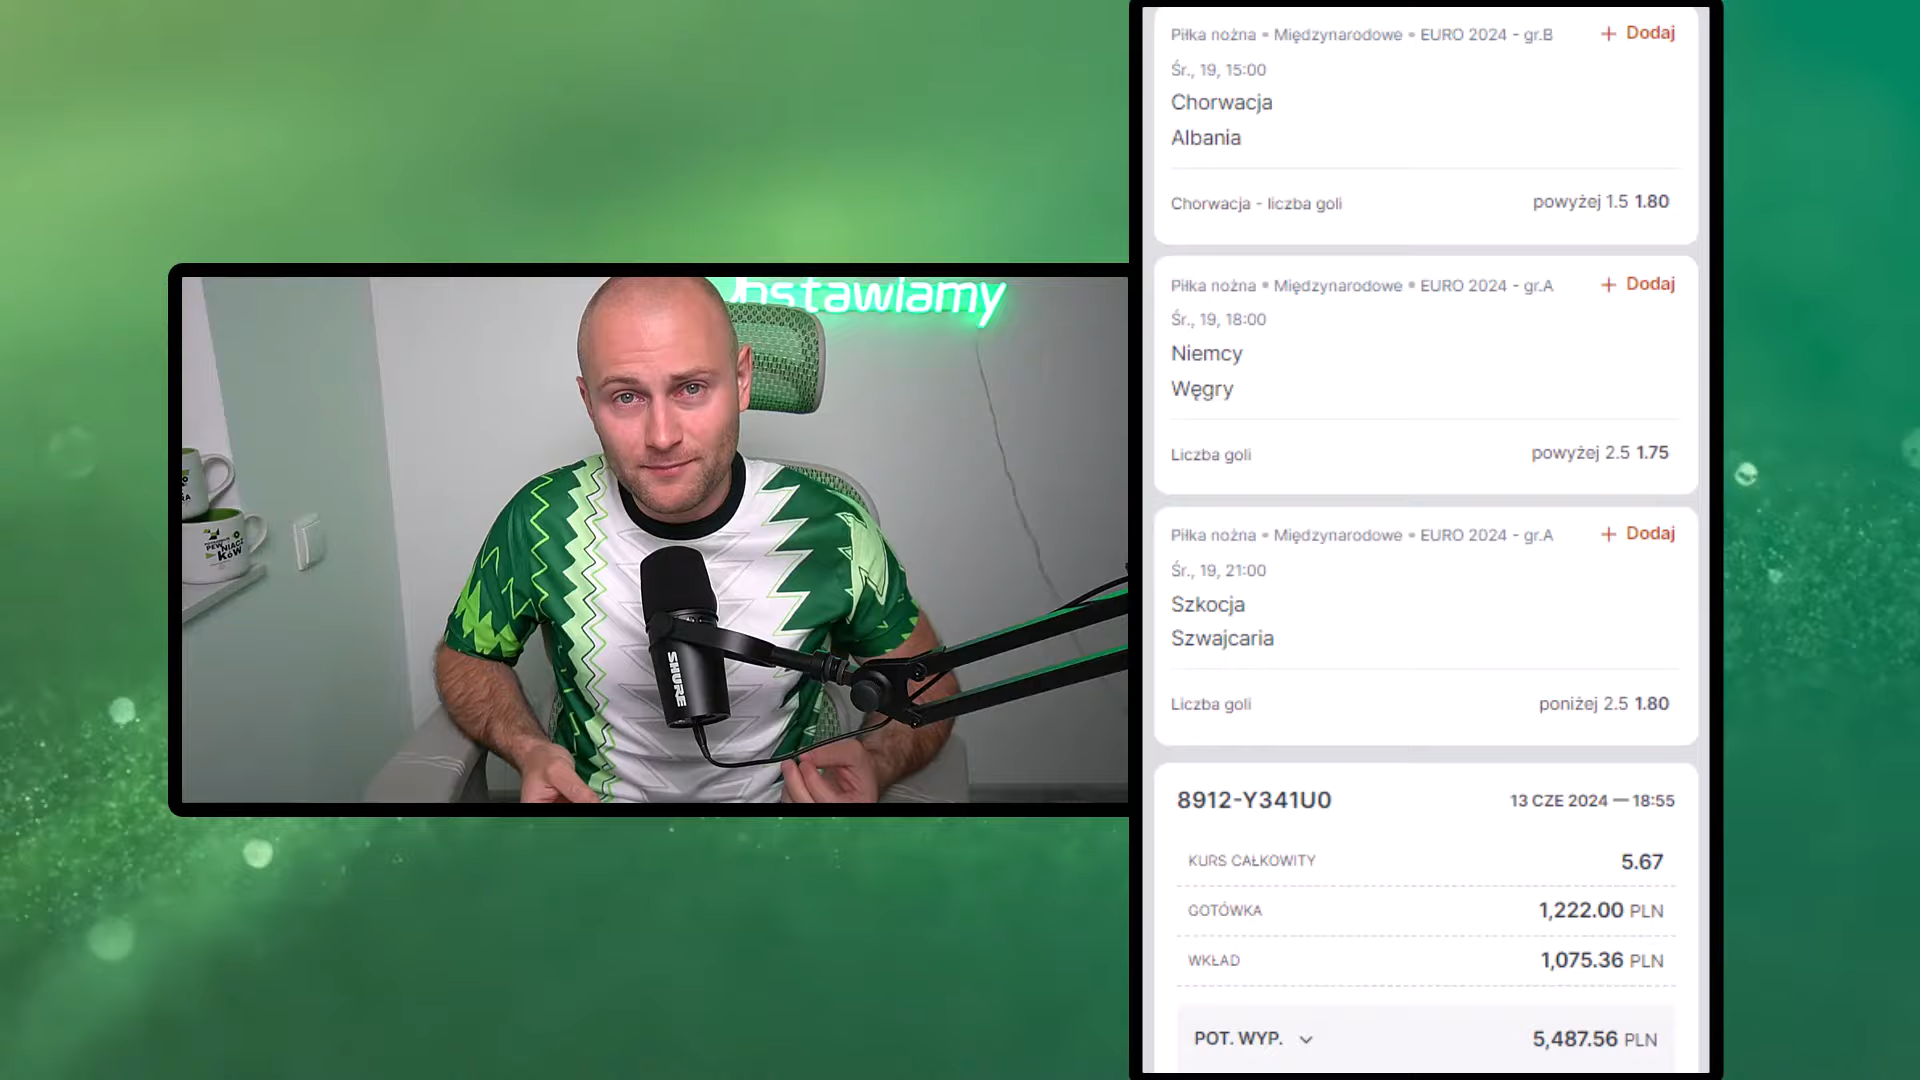 Piłka nożna • Międzynarodowe • EURO 2024 - gr.B
+ Dodaj
Śr., 19, 15:00
Chorwacja
Albania
Chorwacja - liczba goli
powyżej 1.5 1.80
Piłka nożna • Międzynarodowe • EURO 2024 - gr.A
+ Dodaj
Śr., 19, 18:00
Niemcy
Węgry
Liczba goli
powyżej 2.5 1.75
Piłka nożna • Międzynarodowe • EURO 2024 - gr.A
+ Dodaj
Śr., 19, 21:00
Szkocja
Szwajcaria
Liczba goli
poniżej 2.5 1.80
8912-Y341U0
13 CZE 2024 — 18:55
KURS CAŁKOWITY
5.67
GOTÓWKA
1,222.00 PLN
WKŁAD
1,075.36 PLN
POT. WYP.
5,487.56 PLN
SHURE
PEW
NIACZ
KÓW